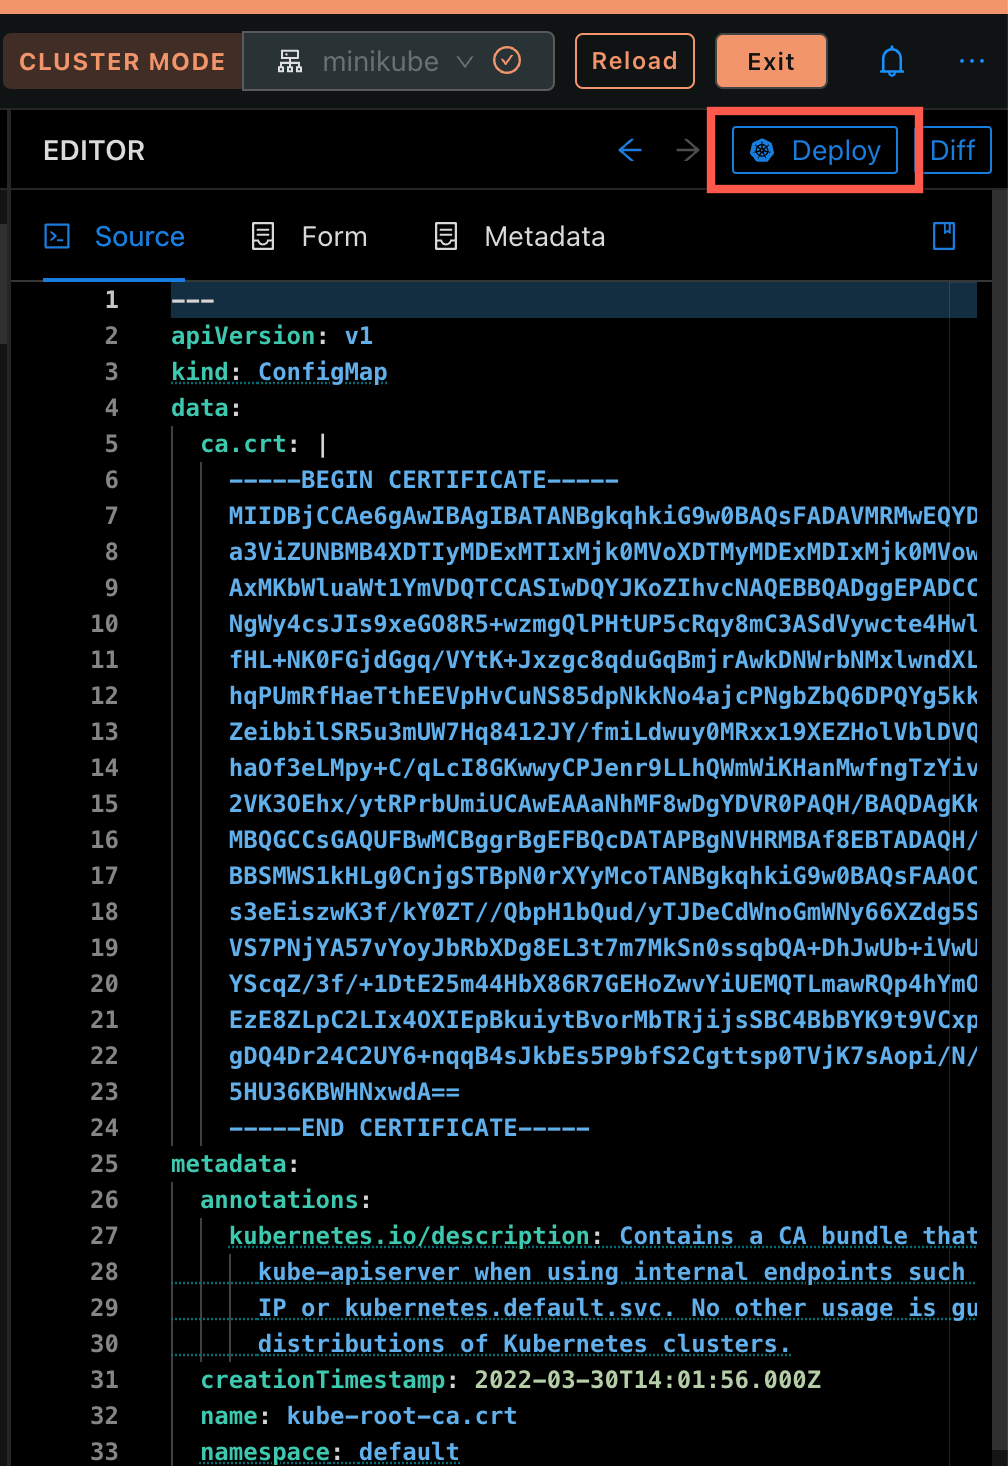 CLUSTER MODE minikube Reload Exit ...
EDITOR Deploy Diff
Source Form Metadata
1 ---
2 apiVersion: v1
3 kind: ConfigMap
4 data:
5 ca.crt: |
6 -----BEGIN CERTIFICATE-----
7 MIIDBjCCAe6gAwIBAgIBATANBgkqhkiG9w0BAQsFADAVMRMwEQYD
8 a3ViZUNBMB4XDTIyMDExMTIxMjk0MVoXDTMyMDExMDIxMjk0MVow
9 AxMKbWluaWt1YmVDQTCCASIwDQYJKoZIhvcNAQEBBQADggEPADCC
10 NgWy4csJIs9xeGO8R5+wzmgQlPHtUP5cRqy8mC3ASdVywcte4Hwl
11 fHL+NK0FGjdGgq/VYtK+Jxzgc8qduGqBmjrAwkDNWrbNMxlwndXL
12 hqPUmRfHaeTthEEVpHvCuNS85dpNkkNo4ajcPNgbZbQ6DPQYg5kk
13 ZeibbilSR5u3mUW7Hq8412JY/fmiLdwuy0MRxx19XEZHolVblDVQ
14 haOf3eLMpy+C/qLcI8GKwwyCPJenr9LLhQWmWiKHanMwfngTzYiv
15 2VK3OEhx/ytRPrbUmiUCAwEAAaNhMF8wDgYDVR0PAQH/BAQDAgKk
16 MBQGCCsGAQUFBwMCBggrBgEFBQcDATAPBgNVHRMBAf8EBTADAQH/
17 BBSMWS1kHLg0CnjgSTBpN0rXYyMcoTANBgkqhkiG9w0BAQsFAAOC
18 s3eEiszwK3f/kY0ZT//QbpH1bQud/yTJDeCdWnoGmWNy66XZdg5S
19 VS7PNjYA57vYoyJbRbXDg8EL3t7m7MkSn0ssqbQA+DhJwUb+iVwU
20 YScqZ/3f/+1DtE25m44HbX86R7GEHoZwvYiUEMQTLmawRQp4hYmO
21 EzE8ZLpC2LIx4OXIEpBkuiytBvorMbTRjijsSBC4BbBYK9t9VCxp
22 gDQ4Dr24C2UY6+nqqB4sJkbEs5P9bfS2Cgttsp0TVjK7sAopi/N/
23 5HU36KBWHNxwdA==
24 -----END CERTIFICATE-----
25 metadata:
26 annotations:
27 kubernetes.io/description: Contains a CA bundle that
28 kube-apiserver when using internal endpoints such
29 IP or kubernetes.default.svc. No other usage is gu
30 distributions of Kubernetes clusters.
31 creationTimestamp: 2022-03-30T14:01:56.000Z
32 name: kube-root-ca.crt
33 namespace: default